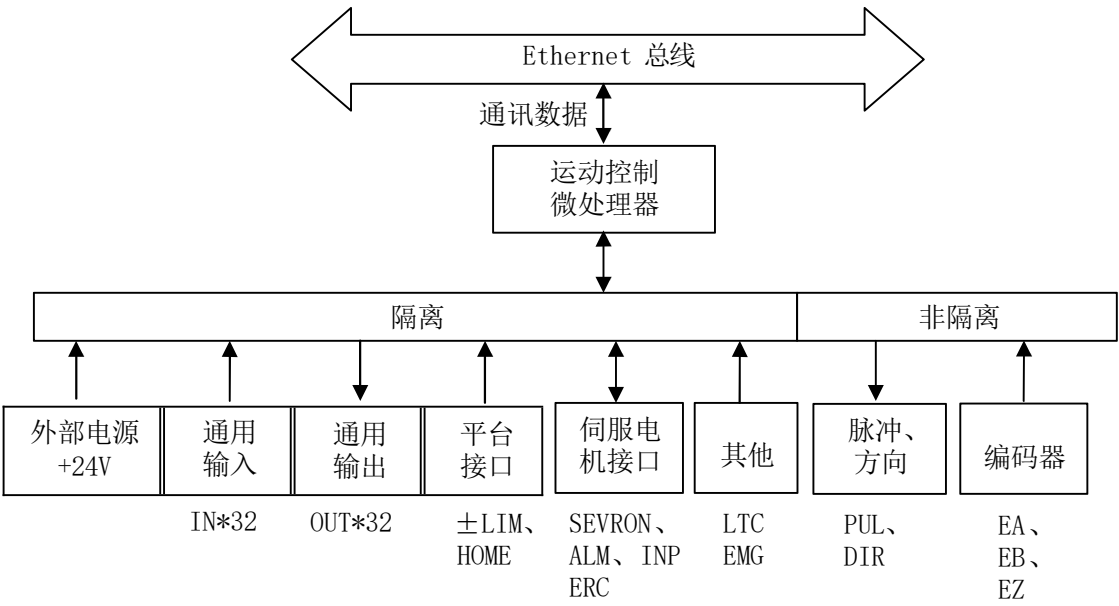 Ethernet 总线
通讯数据
运动控制
微处理器
隔离
非隔离
外部电源
+24V
通用
输入
通用
输出
平台
接口
伺服电
机接口
其他
脉冲、
方向
编码器
IN*32
OUT*32
±LIM、
HOME
SEVRON、
ALM、INP
ERC
LTC
EMG
PUL、
DIR
EA、
EB、
EZ